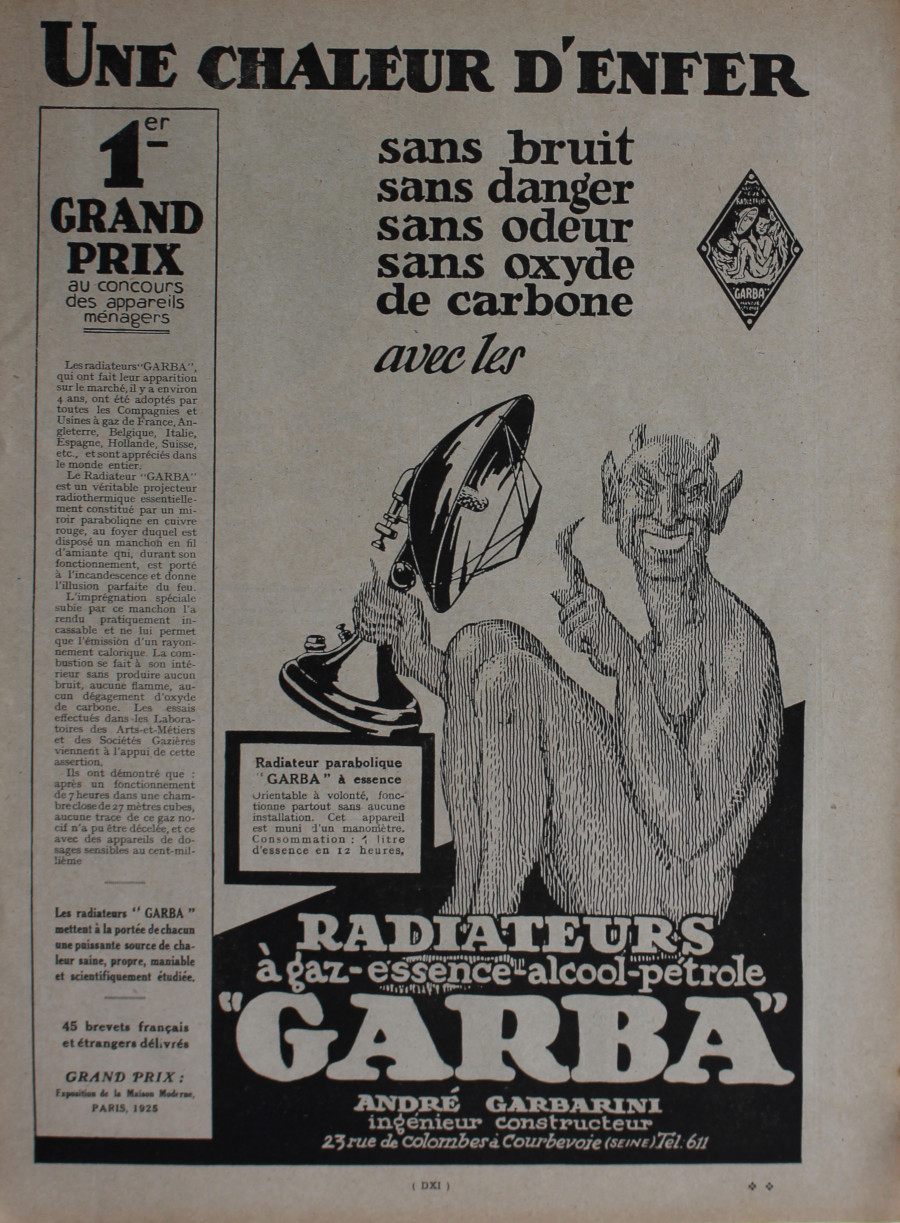 UNE CHALEUR D'ENFER
1er
GRAND
PRIX
au concours
des appareils
ménagers
Les radiateurs "GARBA",
qui ont fait leur apparition
sur le marché, il y a environ
4 ans, ont été adoptés par
toutes les Compagnies et
Usines à gaz de France, An-
gleterre, Belgique, Italie,
Espagne, Hollande, Suisse,
etc., et sont appréciés dans
le monde entier.
Le Radiateur "GARBA"
est un véritable projecteur
radiothermique essentielle-
ment constitué par un mi-
roir parabolique en cuivre
rouge, au foyer duquel est
disposé un manchon en fil
d'amiante qui, durant son
fonctionnement, est porté
à l'incandescence et donne
l'illusion parfaite du feu.
L'imprégnation spéciale
subie par ce manchon l'a
rendu pratiquement in-
cassable et ne lui permet
que l'émission d'un rayon-
nement calorique. La com-
bustion se fait à son inté-
rieur sans produire aucun
bruit, aucune flamme, au-
cun dégagement d'oxyde
de carbone. Les essais
effectués dans les Labora-
toires des Arts-et-Métiers
et des Sociétés Gazières
viennent à l'appui de cette
assertion.
Ils ont démontré que :
après un fonctionnement
de 7 heures dans une cham-
bre close de 27 mètres cubes,
aucune trace de ce gaz no-
cif n'a pu être décelée, et ce
avec des appareils de do-
sages sensibles au cent-mil-
lième
Les radiateurs "GARBA"
mettent à la portée de chacun
une puissante source de cha-
leur saine, propre, maniable
et scientifiquement étudiée.
45 brevets français
et étrangers délivrés
GRAND PRIX :
Exposition de la Maison Moderne,
PARIS, 1925
sans bruit
sans danger
sans odeur
sans oxyde
de carbone
avec les
"GARBA"
Radiateur parabolique
"GARBA" à essence
Orientable à volonté, fonc-
tionne partout sans aucune
installation. Cet appareil
est muni d'un manomètre.
Consommation : 1 litre
d'essence en 12 heures,
RADIATEURS
à gaz-essence-alcool-pétrole
"GARBA"
ANDRÉ GARBARINI
ingénieur constructeur
23 rue de colombes à Courbevoie (SEINE) Tél: 611
( DXI )